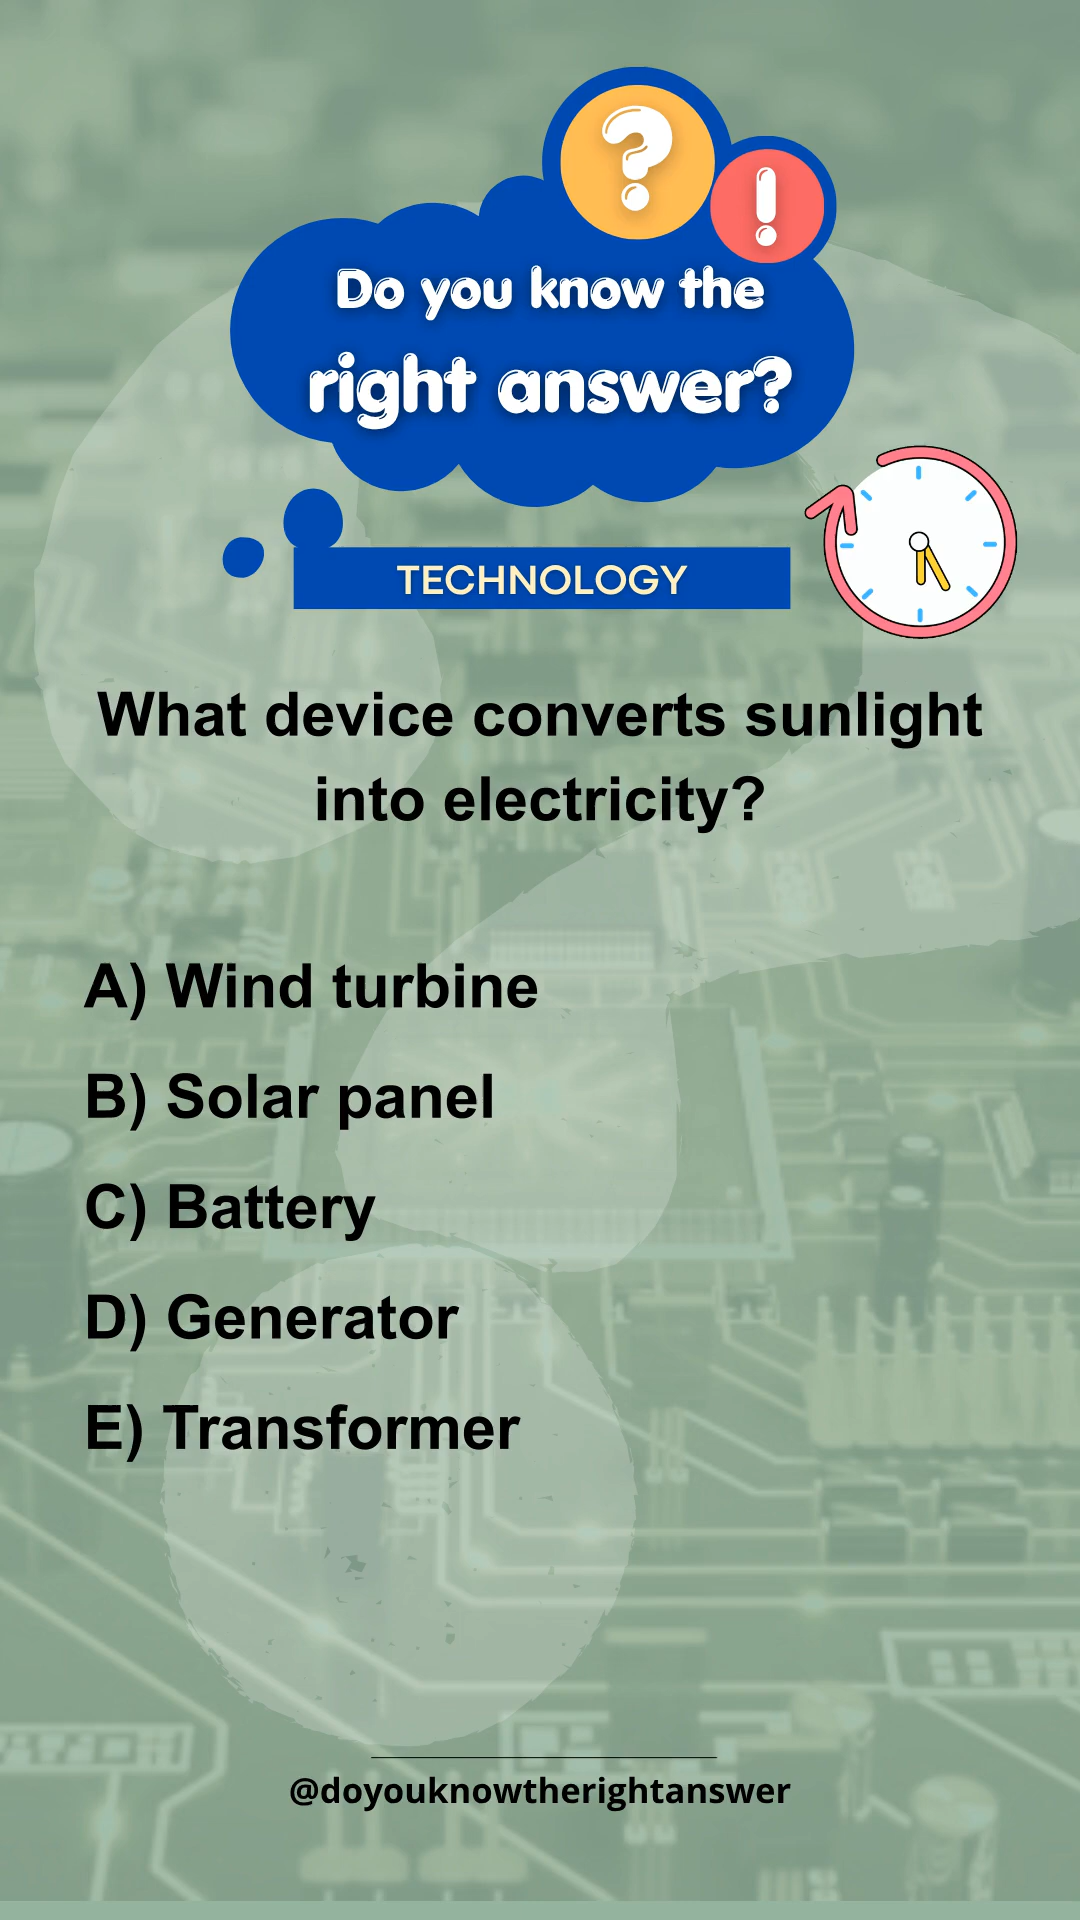 ?
!
Do you know the
right answer?
TECHNOLOGY
What device converts sunlight
into electricity?
A) Wind turbine
B) Solar panel
C) Battery
D) Generator
E) Transformer
@doyouknowtherightanswer